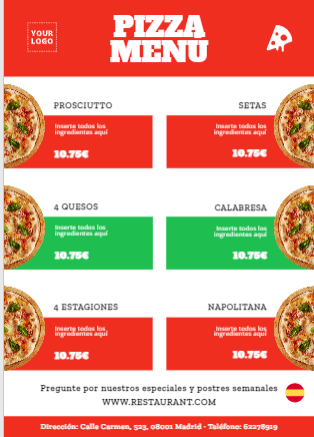 YOUR
LOGO
PIZZA
MENU
PROSCIUTTO
Inserte todos los
ingredientes aquí
10.75€
SETAS
Inserte todos los
ingredientes aquí
10.75€
4 QUESOS
Inserte todos los
ingredientes aquí
10.75€
CALABRESA
Inserte todos los
ingredientes aquí
10.75€
4 ESTAGIONES
Inserte todos los
ingredientes aquí
10.75€
NAPOLITANA
Inserte todos los
ingredientes aquí
10.75€
Pregunte por nuestros especiales y postres semanales
WWW.RESTAURANT.COM
Dirección: Calle Carmen, 523, 08001 Madrid - Teléfono: 62278919